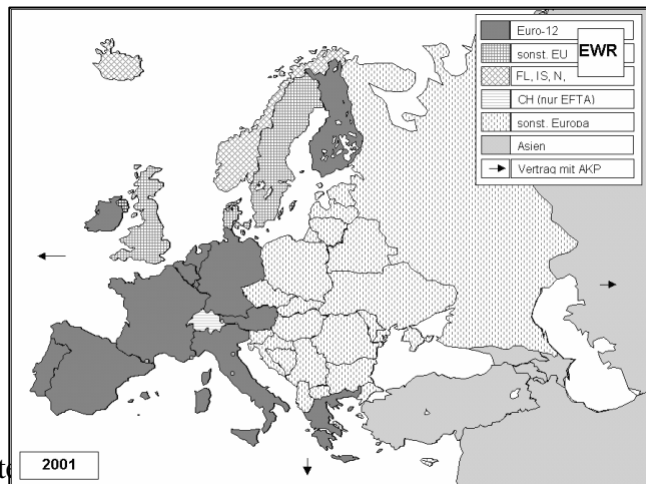 Euro-12
sonst. EU
EWR
FL, IS, N,
CH (nur EFTA)
sonst. Europa
Asien
Vertrag mit AKP
2001